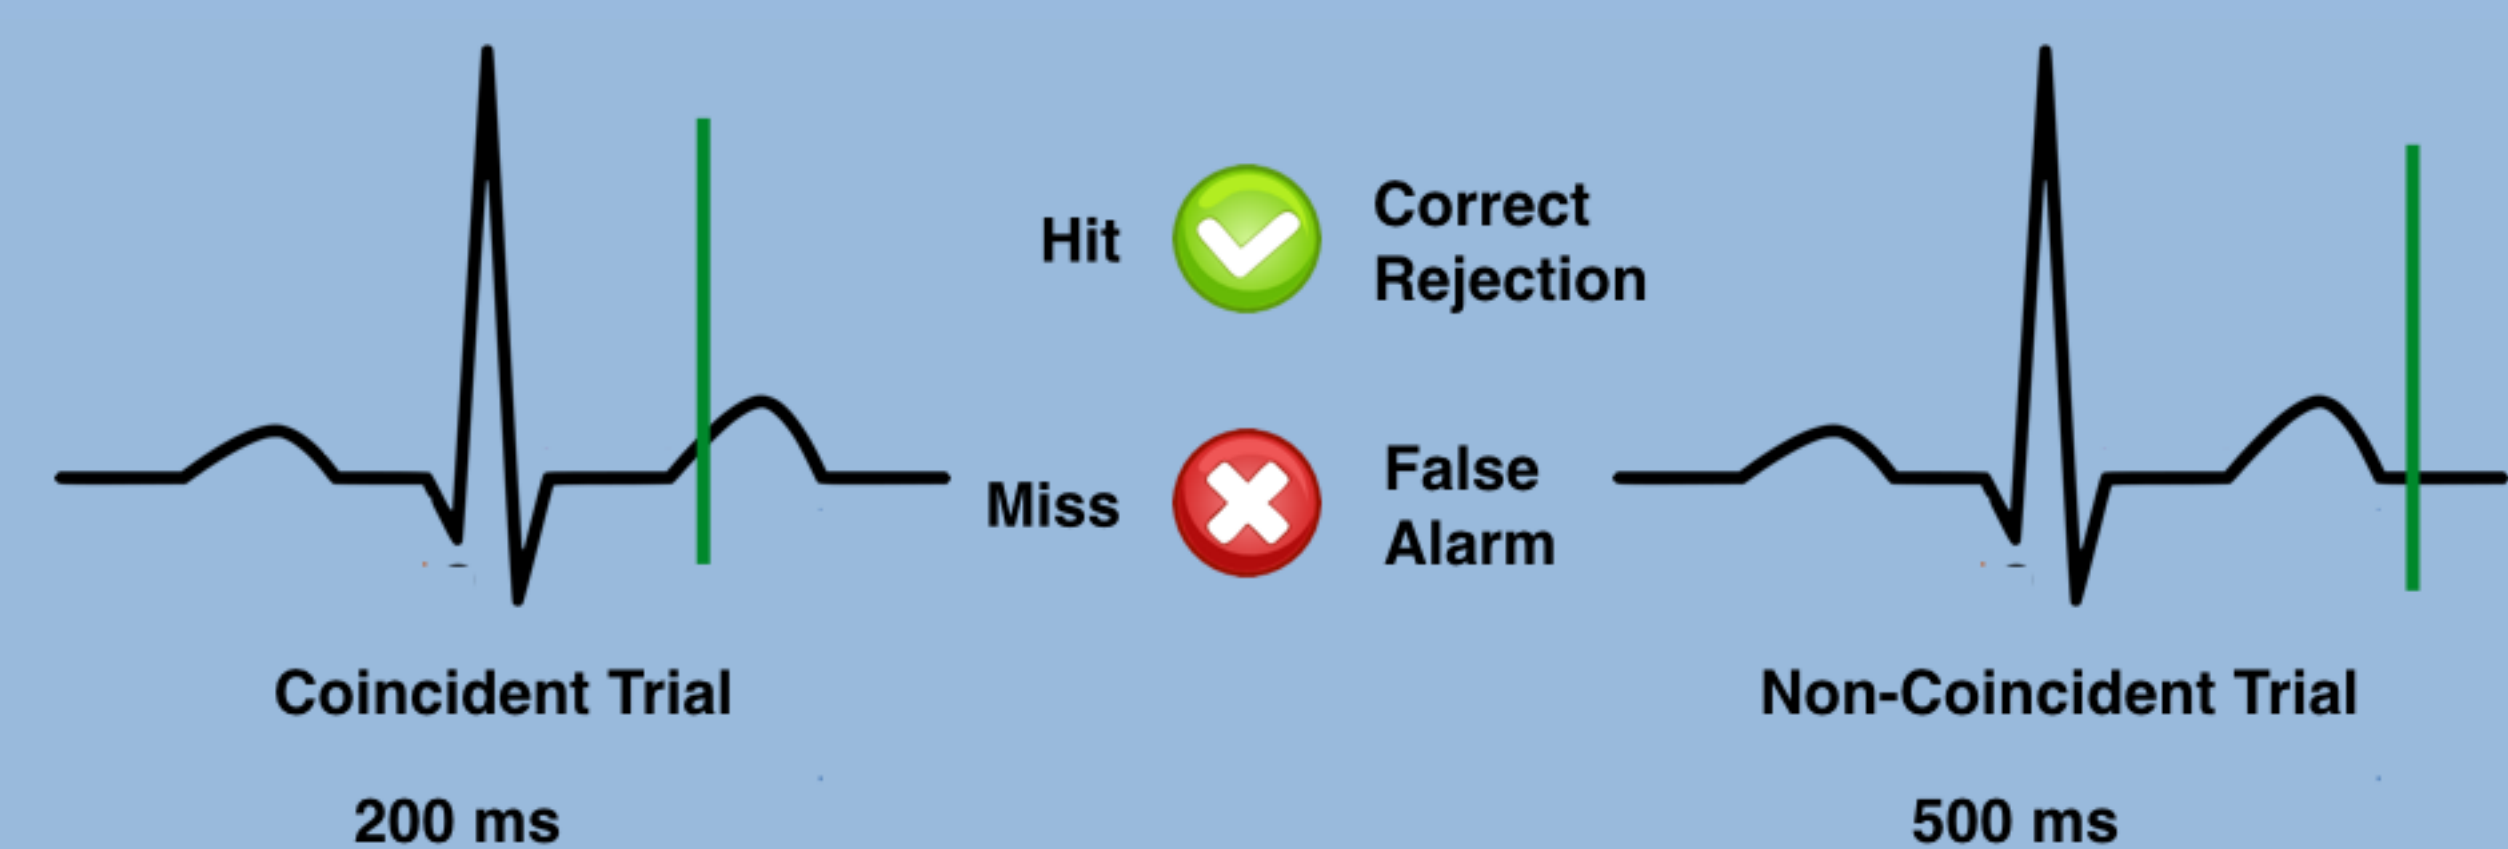 Hit
Correct
Rejection
Miss
False
Alarm
Coincident Trial
Non-Coincident Trial
200 ms
500 ms